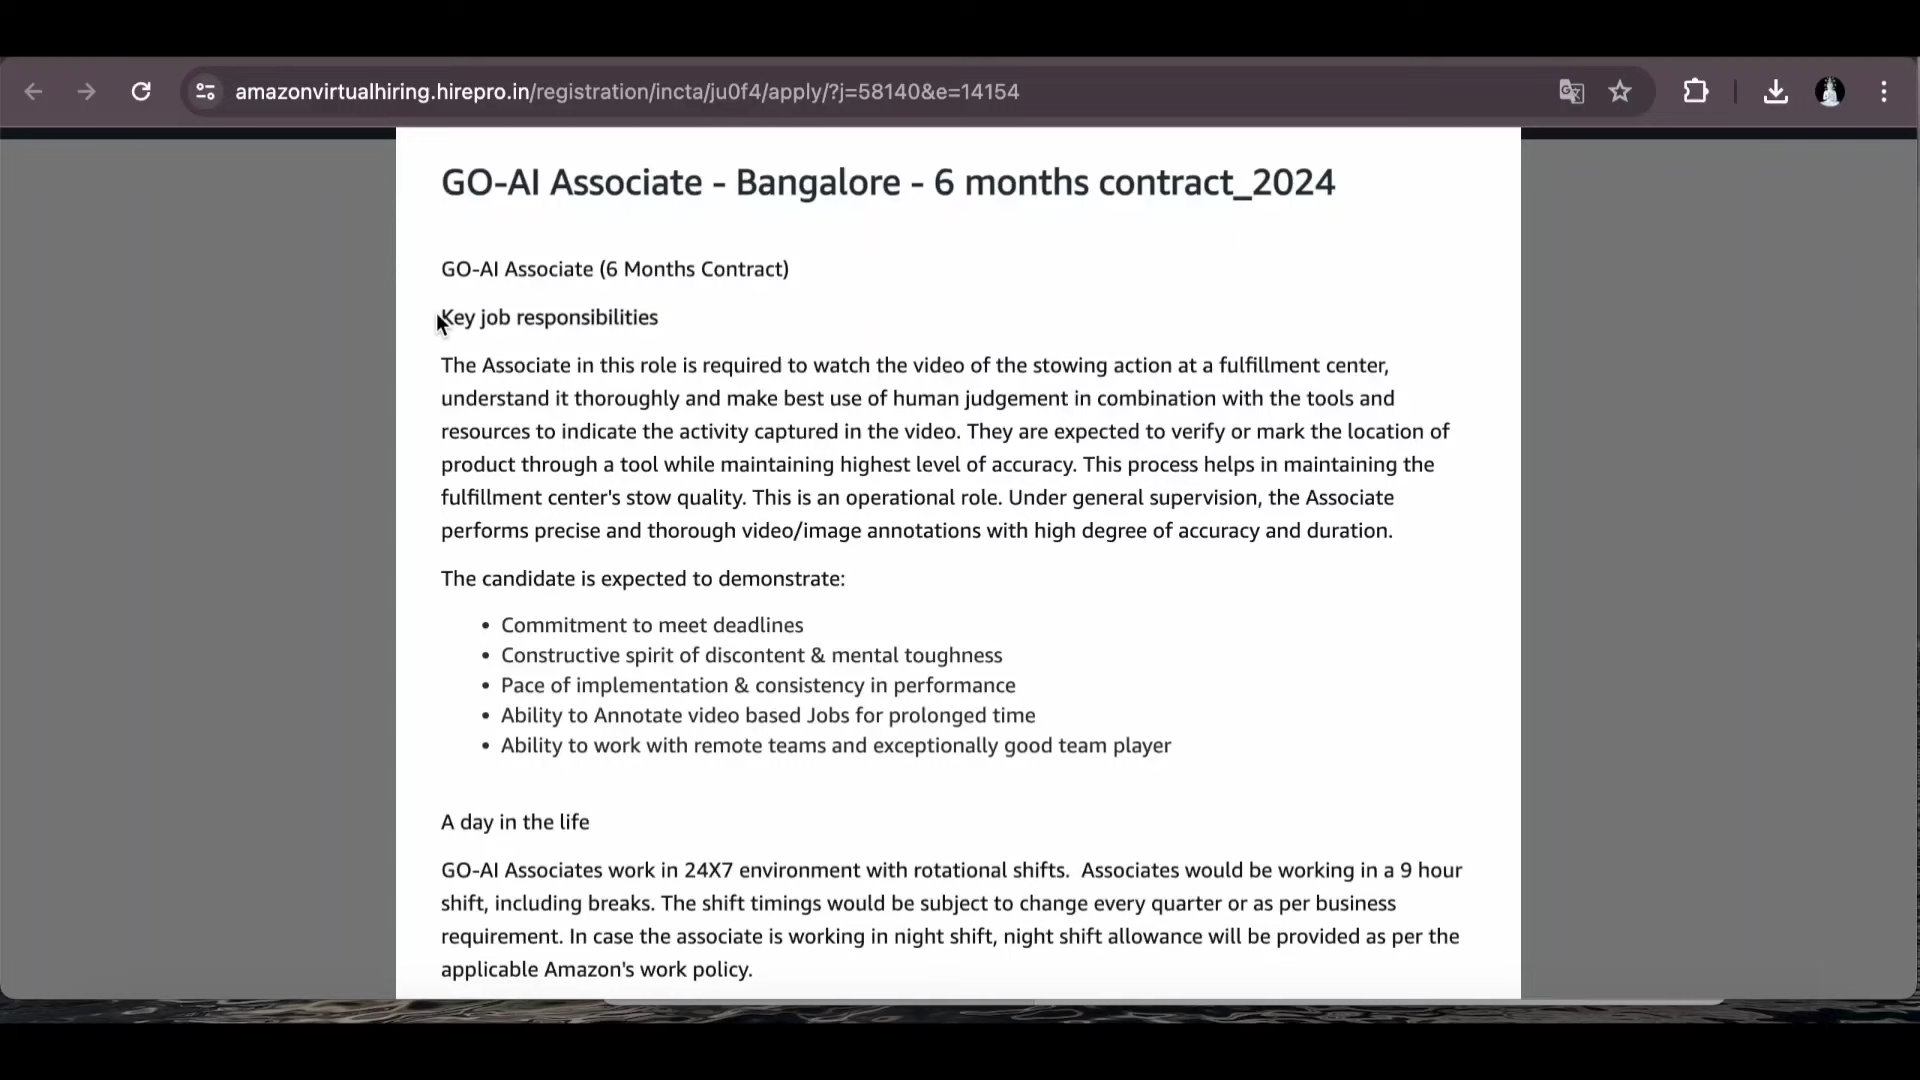 amazonvirtualhiring.hirepro.in/registration/incta/ju0f4/apply/?j=58140&e=14154
GO-AI Associate - Bangalore - 6 months contract_2024
GO-AI Associate (6 Months Contract)
Key job responsibilities
The Associate in this role is required to watch the video of the stowing action at a fulfillment center,
understand it thoroughly and make best use of human judgement in combination with the tools and
resources to indicate the activity captured in the video. They are expected to verify or mark the location of
product through a tool while maintaining highest level of accuracy. This process helps in maintaining the
fulfillment center's stow quality. This is an operational role. Under general supervision, the Associate
performs precise and thorough video/image annotations with high degree of accuracy and duration.
The candidate is expected to demonstrate:
• Commitment to meet deadlines
• Constructive spirit of discontent & mental toughness
• Pace of implementation & consistency in performance
• Ability to Annotate video based Jobs for prolonged time
• Ability to work with remote teams and exceptionally good team player
A day in the life
GO-AI Associates work in 24X7 environment with rotational shifts.  Associates would be working in a 9 hour
shift, including breaks. The shift timings would be subject to change every quarter or as per business
requirement. In case the associate is working in night shift, night shift allowance will be provided as per the
applicable Amazon's work policy.